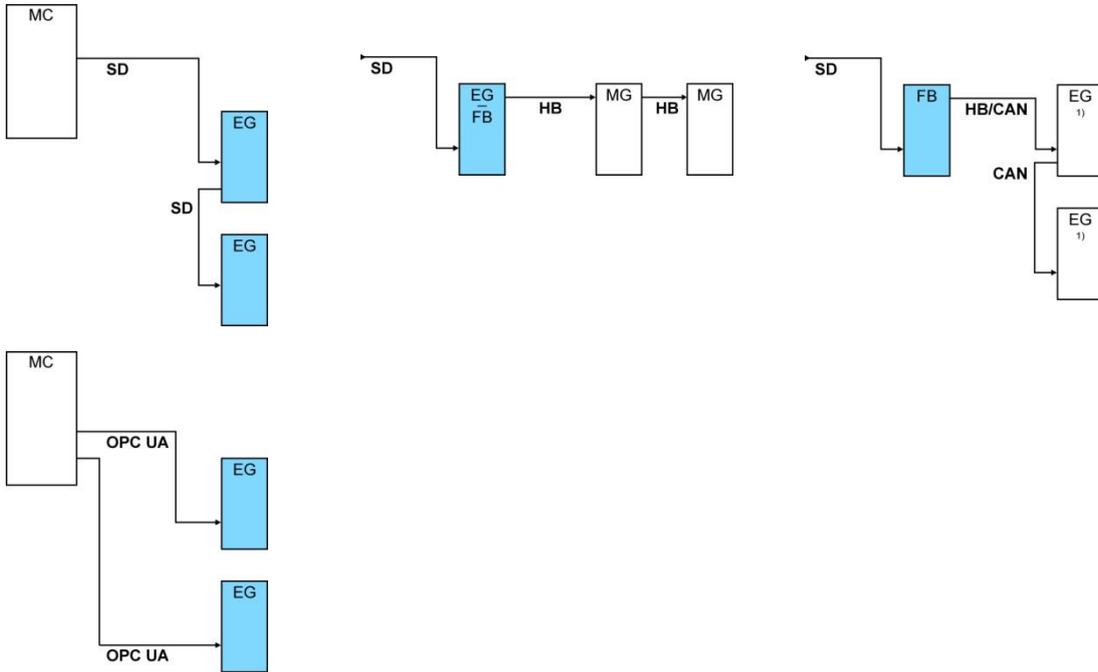 MC
SD
EG
SD
EG
SD
EG
–
FB
HB
MG
HB
MG
SD
FB
HB/CAN
EG
1)
CAN
EG
1)
MC
OPC UA
EG
EG
OPC UA